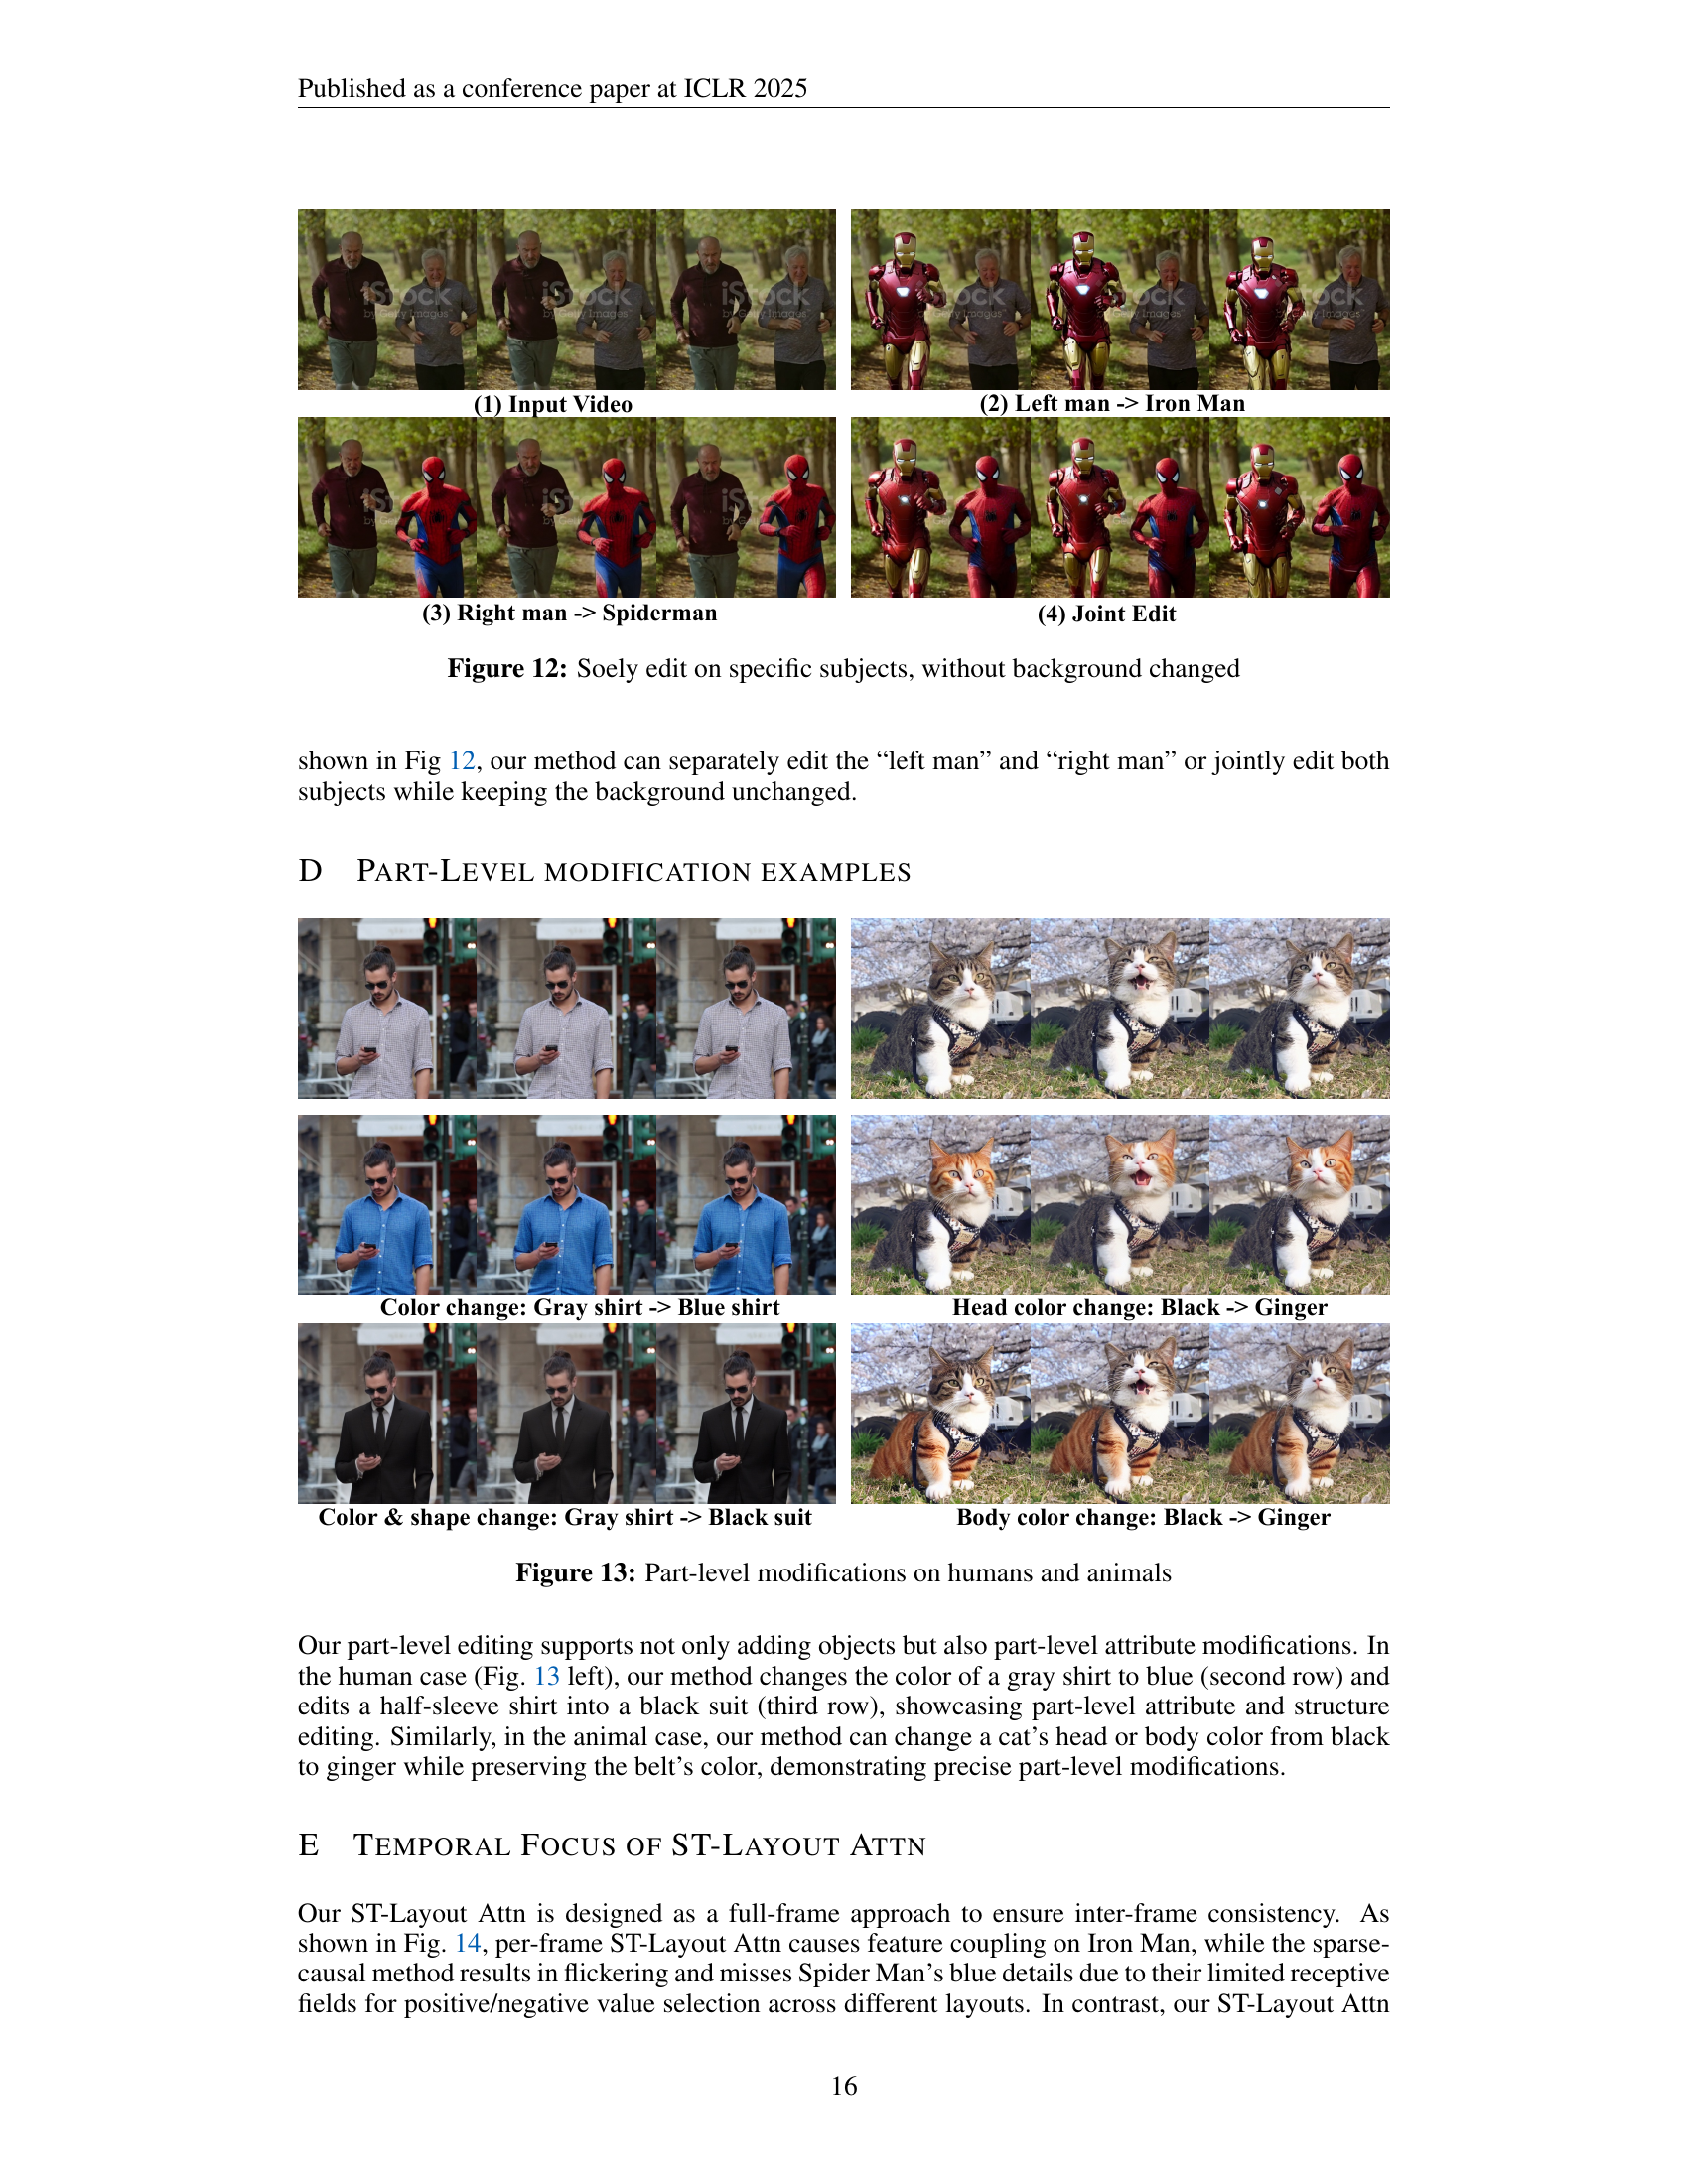 Published as a conference paper at ICLR 2025
iStock
by Getty Images
iStock
by Getty Images
iStock
by Getty Images
(1) Input Video
(2) Left man -> Iron Man
(3) Right man -> Spiderman
(4) Joint Edit
Figure 12: Soely edit on specific subjects, without background changed
shown in Fig 12, our method can separately edit the “left man” and “right man” or jointly edit both
subjects while keeping the background unchanged.
D PART-LEVEL MODIFICATION EXAMPLES
Color change: Gray shirt -> Blue shirt
Head color change: Black -> Ginger
Color & shape change: Gray shirt -> Black suit
Body color change: Black -> Ginger
Figure 13: Part-level modifications on humans and animals
Our part-level editing supports not only adding objects but also part-level attribute modifications. In
the human case (Fig. 13 left), our method changes the color of a gray shirt to blue (second row) and
edits a half-sleeve shirt into a black suit (third row), showcasing part-level attribute and structure
editing. Similarly, in the animal case, our method can change a cat’s head or body color from black
to ginger while preserving the belt’s color, demonstrating precise part-level modifications.
E TEMPORAL FOCUS OF ST-LAYOUT ATTN
Our ST-Layout Attn is designed as a full-frame approach to ensure inter-frame consistency. As
shown in Fig. 14, per-frame ST-Layout Attn causes feature coupling on Iron Man, while the sparse-
causal method results in flickering and misses Spider Man’s blue details due to their limited receptive
fields for positive/negative value selection across different layouts. In contrast, our ST-Layout Attn
16